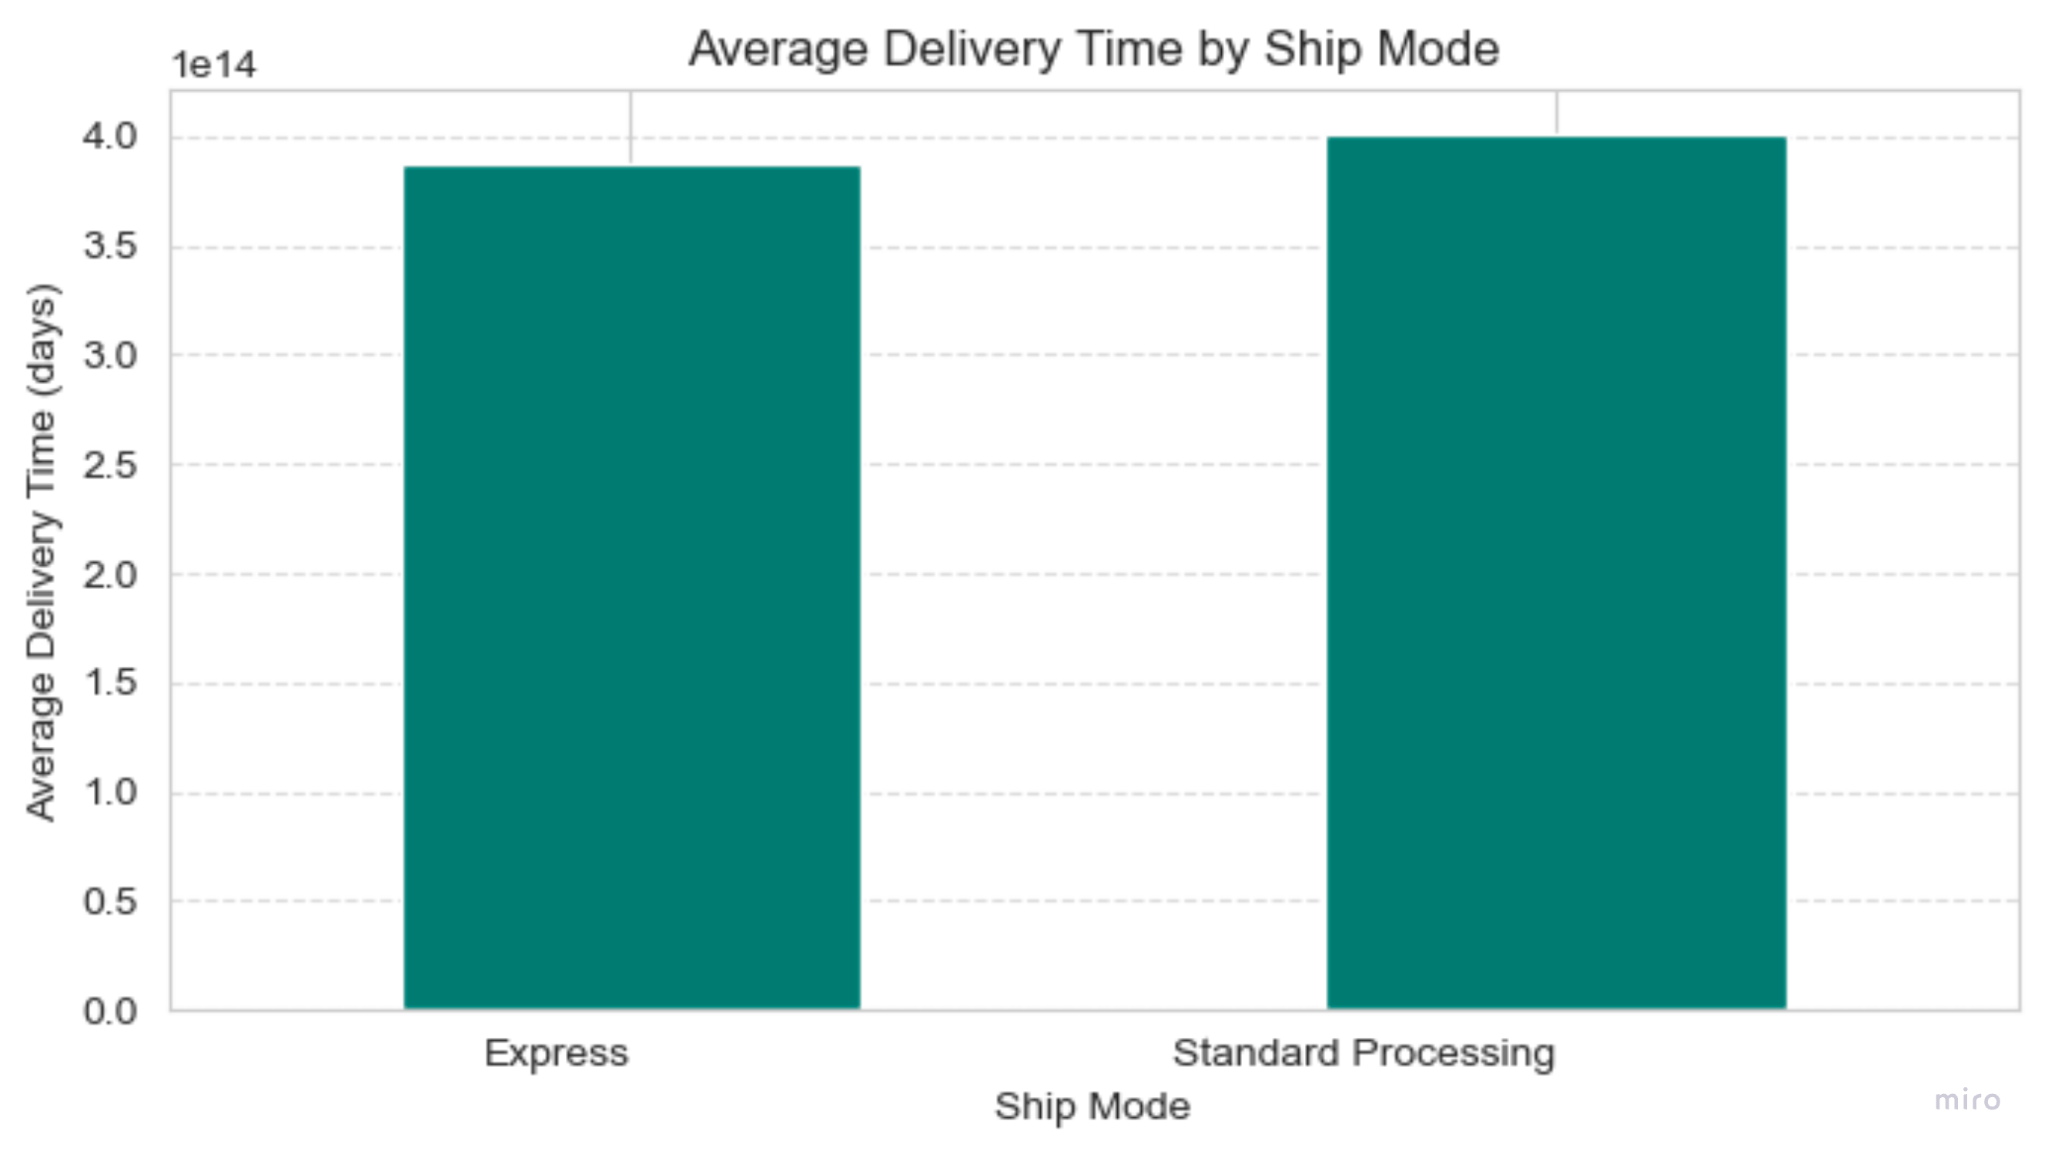 Average Delivery Time by Ship Mode
1e14
4.0
3.5
3.0
2.5
2.0
1.5
1.0
0.5
0.0
Average Delivery Time (days)
Express
Standard Processing
Ship Mode
miro